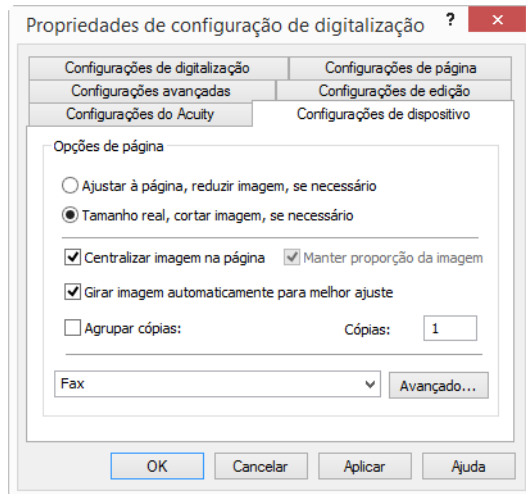 Propriedades de configuração de digitalização ? ×
Configurações de digitalização Configurações de página
Configurações avançadas Configurações de edição
Configurações do Acuity Configurações de dispositivo
Opções de página
Ajustar à página, reduzir imagem, se necessário
Tamanho real, cortar imagem, se necessário
Centralizar imagem na página Manter proporção da imagem
Girar imagem automaticamente para melhor ajuste
Agrupar cópias: Cópias: 1
Fax Avançado...
OK Cancelar Aplicar Ajuda